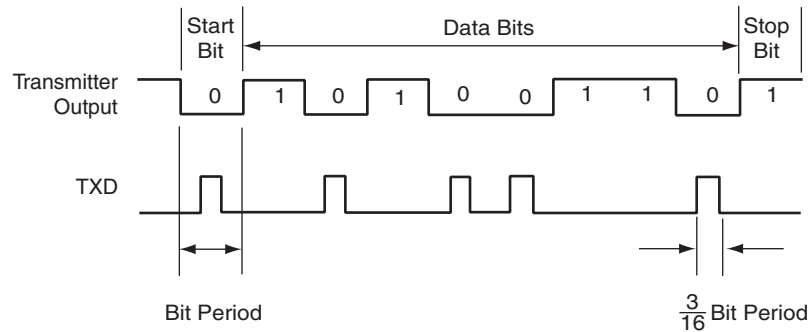 Start Bit
Data Bits
Stop Bit
Transmitter Output
0 1 0 1 0 0 1 1 0 1
TXD
Bit Period
3/16 Bit Period